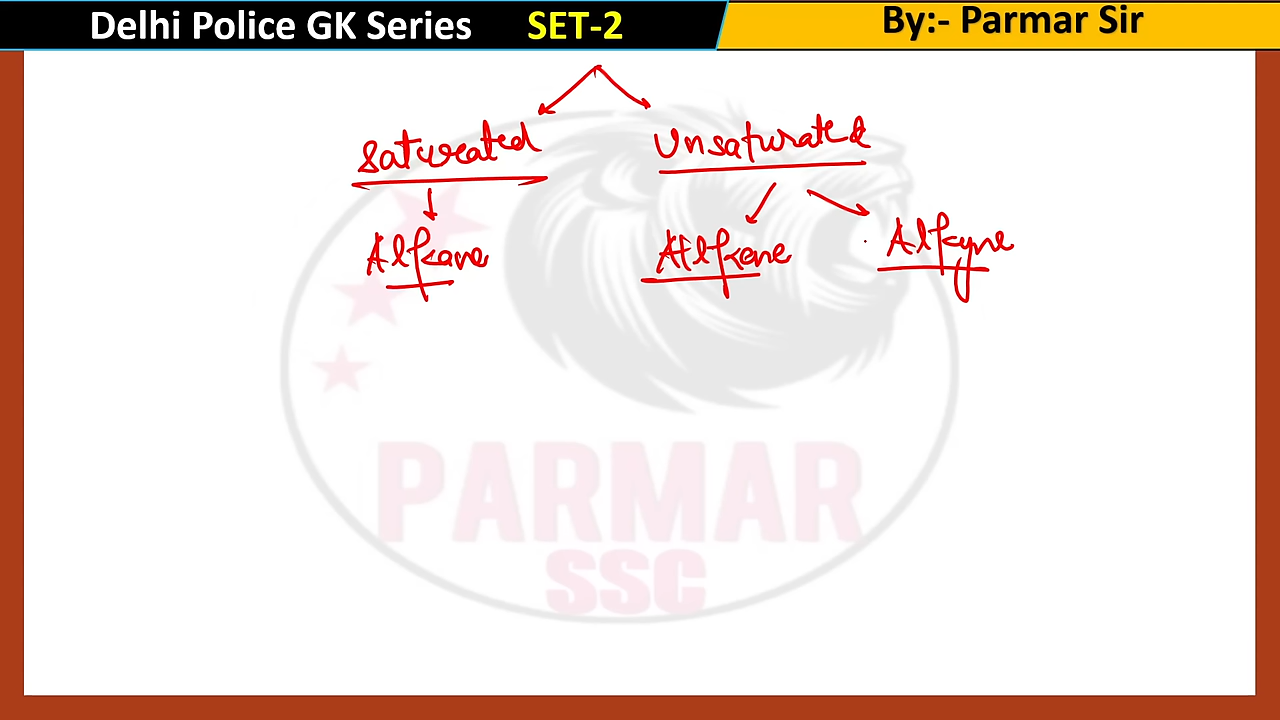 Delhi Police GK Series SET-2 By:- Parmar Sir
Saturated Unsaturated
Alkane Alkene Alkyne
PARMAR
SSC